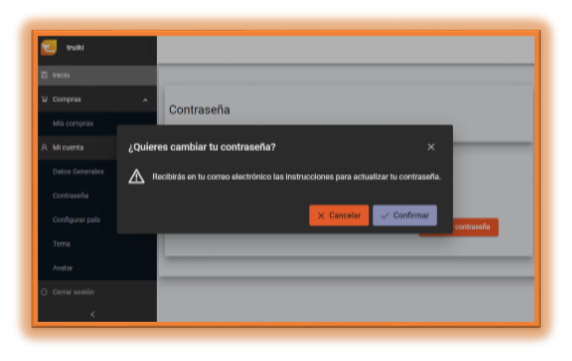 truiki
Inicio
Compras
Mis compras
Mi cuenta
Datos Generales
Contraseña
Configurar país
Tema
Avatar
Cerrar sesión
Contraseña
¿Quieres cambiar tu contraseña?
Recibirás en tu correo electrónico las instrucciones para actualizar tu contraseña.
Cancelar
Confirmar
contraseña